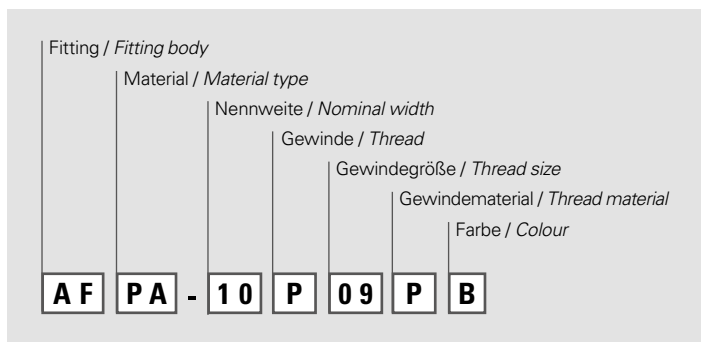 Fitting / Fitting body
Material / Material type
Nennweite / Nominal width
Gewinde / Thread
Gewindegröße / Thread size
Gewindematerial / Thread material
Farbe / Colour
AF PA - 10 P 09 P B